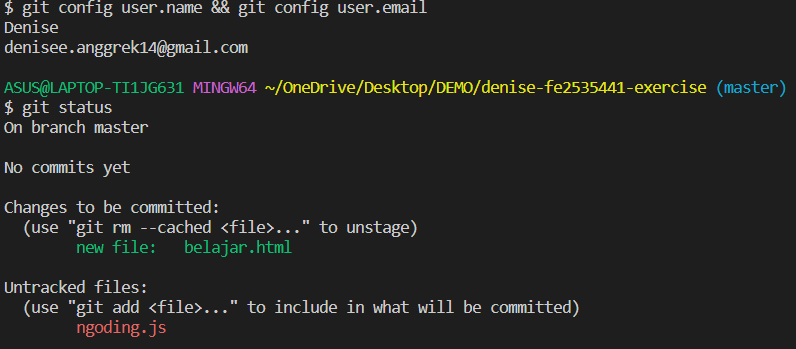 $ git config user.name && git config user.email
Denise
denisee.anggrek14@gmail.com
ASUS@LAPTOP-TI1JG631 MINGW64 ~/OneDrive/Desktop/DEMO/denise-fe2535441-exercise (master)
$ git status
On branch master
No commits yet
Changes to be committed:
(use "git rm --cached <file>..." to unstage)
new file: belajar.html
Untracked files:
(use "git add <file>..." to include in what will be committed)
ngoding.js